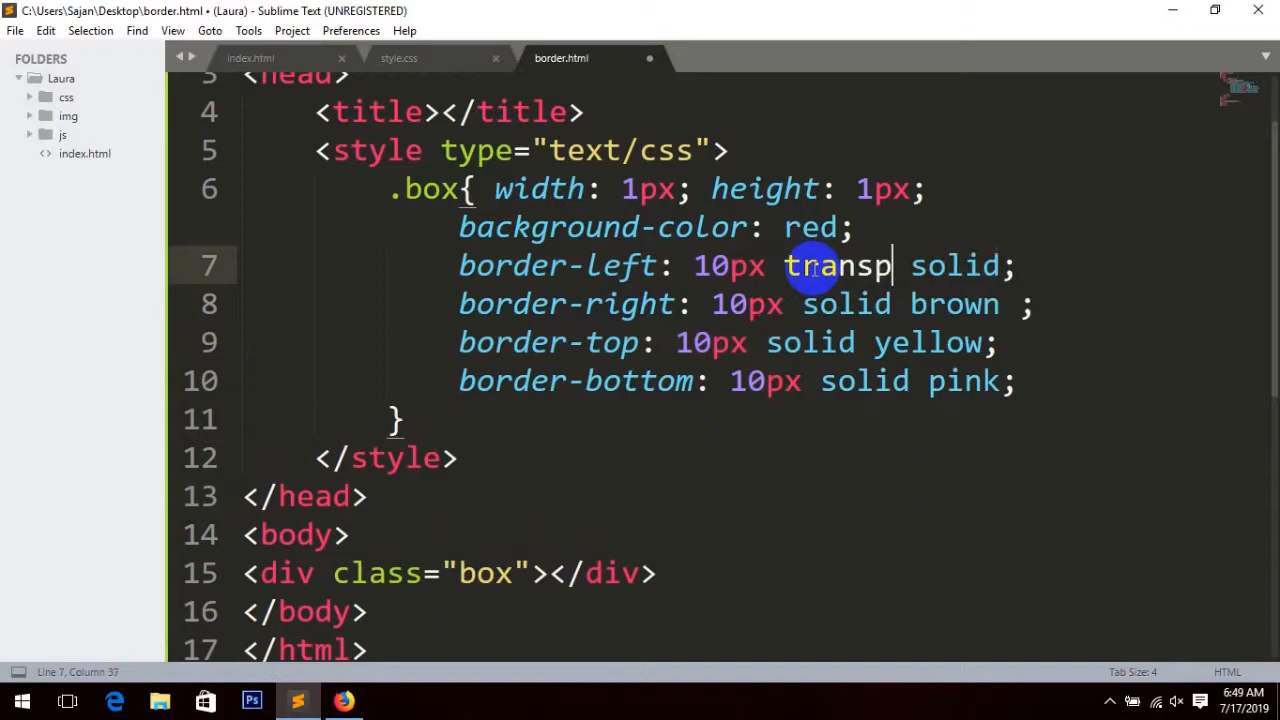 C:\Users\Sajan\Desktop\border.html • (Laura) - Sublime Text (UNREGISTERED)
File Edit Selection Find View Goto Tools Project Preferences Help
FOLDERS
Laura
css
img
js
index.html
index.html style.css border.html
3 <head>
4 <title></title>
5 <style type="text/css">
6 .box{ width: 1px; height: 1px;
background-color: red;
7 border-left: 10px transp solid;
8 border-right: 10px solid brown ;
9 border-top: 10px solid yellow;
10 border-bottom: 10px solid pink;
11 }
12 </style>
13 </head>
14 <body>
15 <div class="box"></div>
16 </body>
17 </html>
Line 7, Column 37 Tab Size: 4 HTML
Ps
6:49 AM
7/17/2019